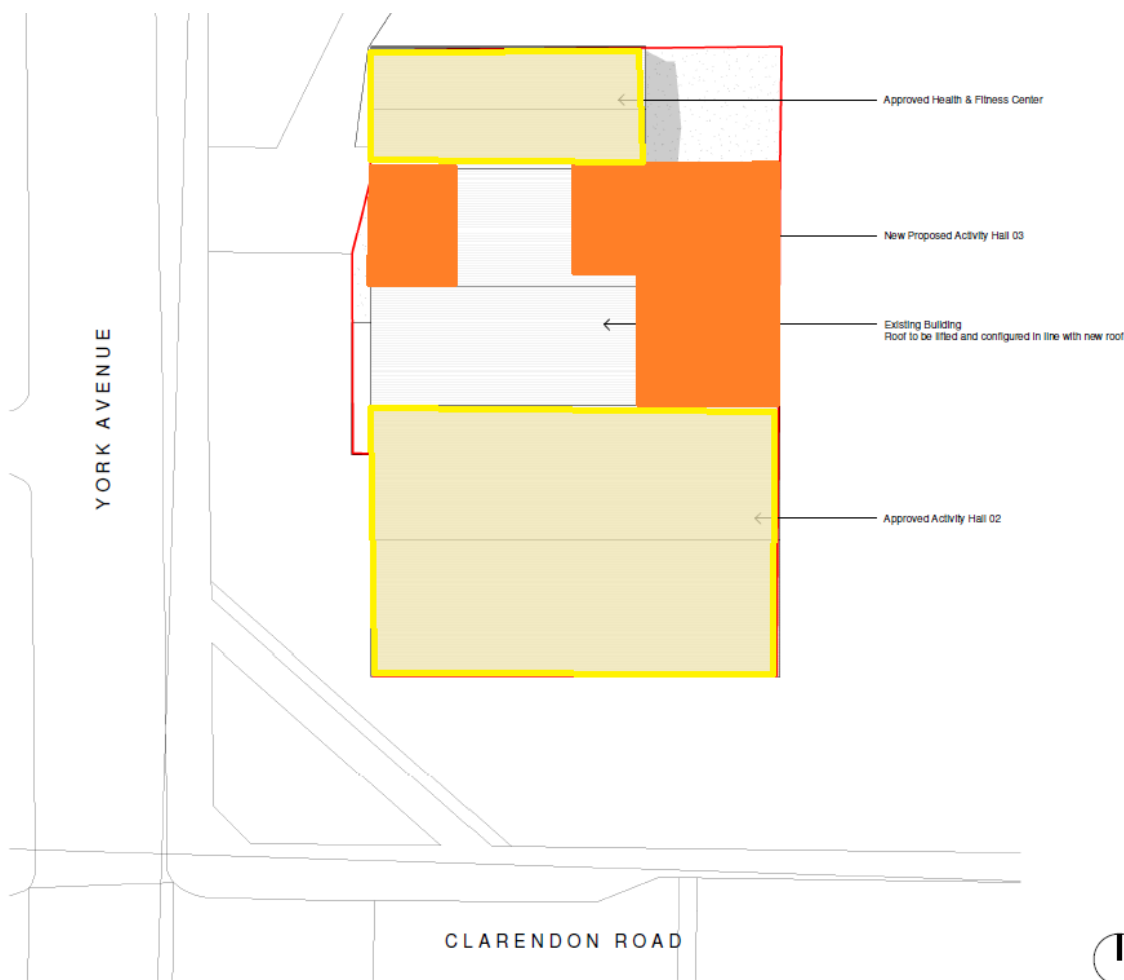 Approved Health & Fitness Center
New Proposed Activity Hall 03
Existing Building
Roof to be lifted and configured in line with new roof
YORK AVENUE
Approved Activity Hall 02
CLARENDON ROAD